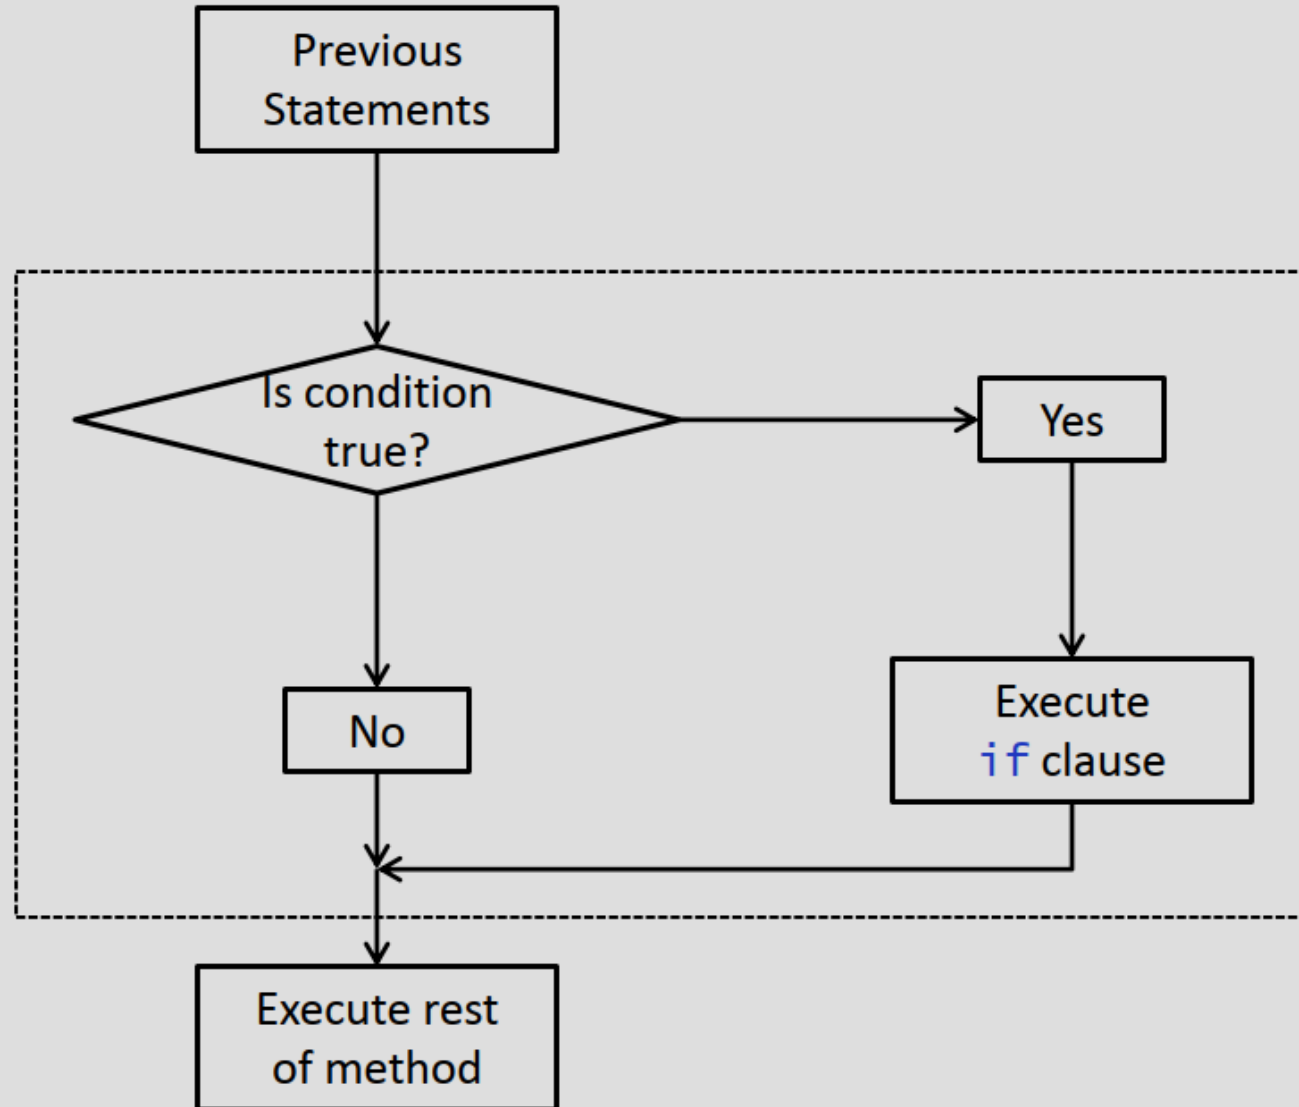 Previous
Statements
Is condition
true?
Yes
No
Execute
if clause
Execute rest
of method